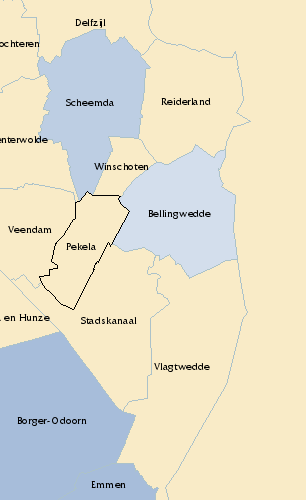 Delfzijl
ochteren
Scheemda
Reiderland
enterwolde
Winschoten
Bellingwedde
Veendam
Pekela
en Hunze
Stadskanaal
Vlagtwedde
Borger-Odoorn
Emmen